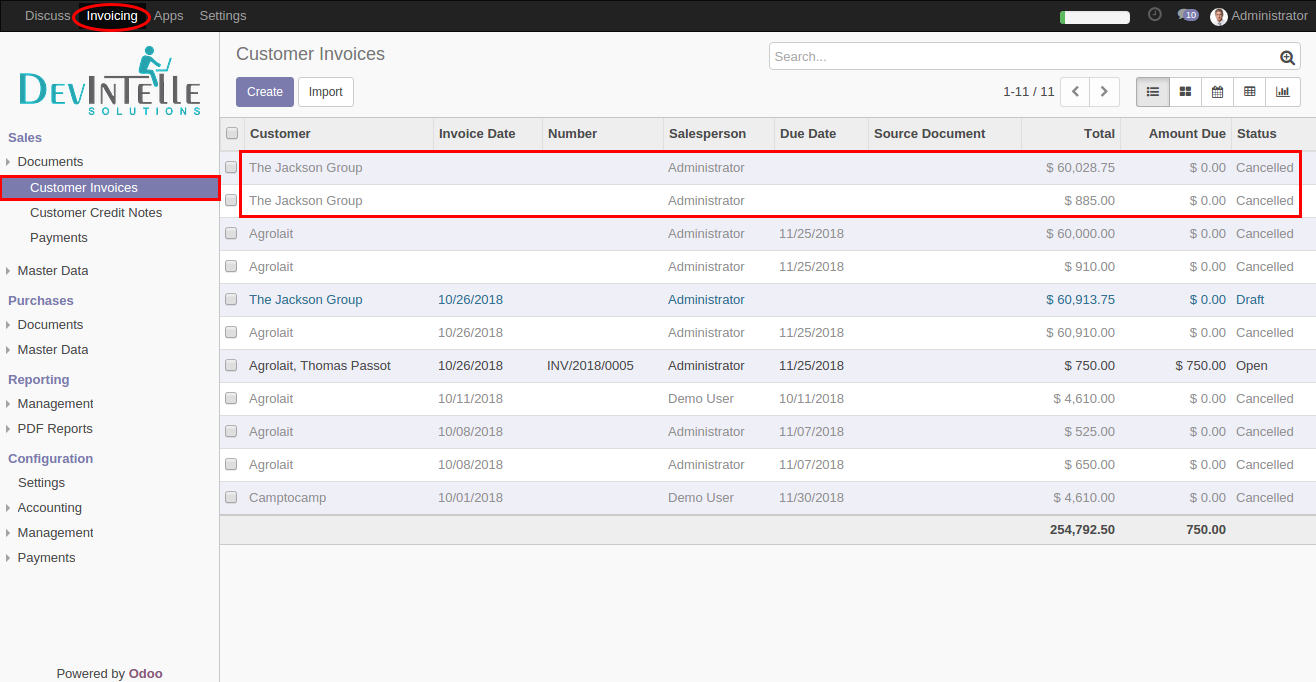 Discuss Invoicing Apps Settings 10 Administrator
DevIntelle
SOLUTIONS
Sales
Documents
Customer Invoices
Customer Credit Notes
Payments
Master Data
Purchases
Documents
Master Data
Reporting
Management
PDF Reports
Configuration
Settings
Accounting
Management
Payments
Powered by Odoo
Customer Invoices
Search...
Create Import 1-11 / 11
Customer Invoice Date Number Salesperson Due Date Source Document Total Amount Due Status
The Jackson Group Administrator $ 60,028.75 $ 0.00 Cancelled
The Jackson Group Administrator $ 885.00 $ 0.00 Cancelled
Agrolait Administrator 11/25/2018 $ 60,000.00 $ 0.00 Cancelled
Agrolait Administrator 11/25/2018 $ 910.00 $ 0.00 Cancelled
The Jackson Group 10/26/2018 Administrator $ 60,913.75 $ 0.00 Draft
Agrolait 10/26/2018 Administrator 11/25/2018 $ 60,910.00 $ 0.00 Cancelled
Agrolait, Thomas Passot 10/26/2018 INV/2018/0005 Administrator 11/25/2018 $ 750.00 $ 750.00 Open
Agrolait 10/11/2018 Demo User 10/11/2018 $ 4,610.00 $ 0.00 Cancelled
Agrolait 10/08/2018 Administrator 11/07/2018 $ 525.00 $ 0.00 Cancelled
Agrolait 10/08/2018 Administrator 11/07/2018 $ 650.00 $ 0.00 Cancelled
Camptocamp 10/01/2018 Demo User 11/30/2018 $ 4,610.00 $ 0.00 Cancelled
254,792.50 750.00